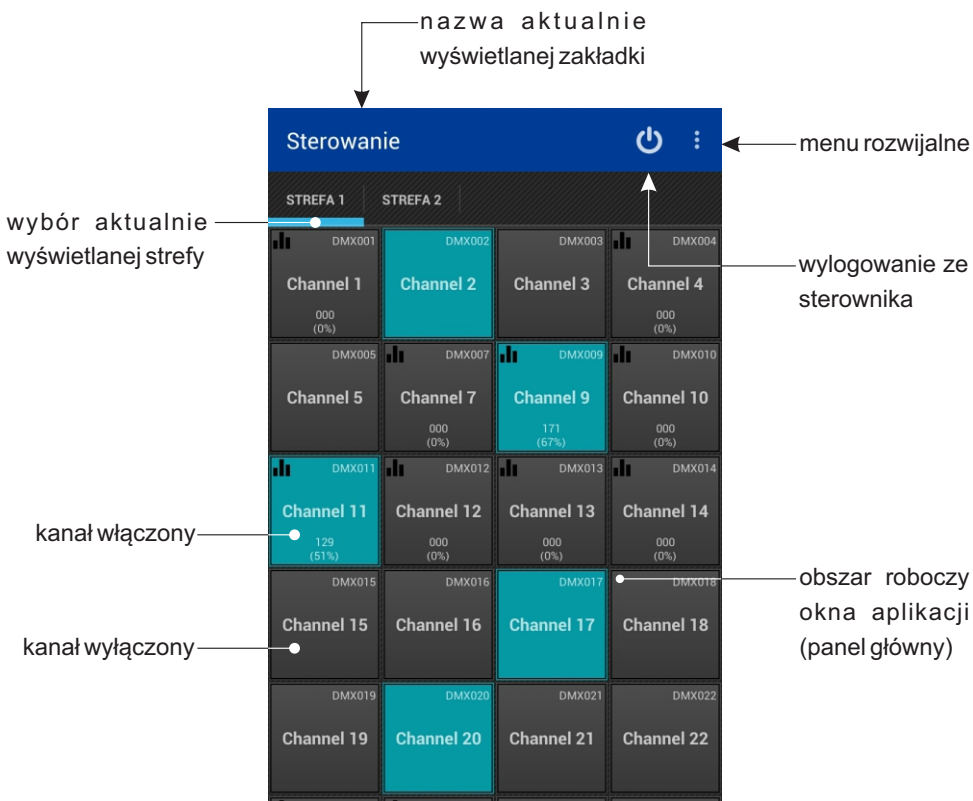 nazwa aktualnie
wyświetlanej zakładki
Sterowanie
menu rozwijalne
STREFA 1 STREFA 2
wybór aktualnie
wyświetlanej strefy
wylogowanie ze
sterownika
DMX001 DMX002 DMX003 DMX004
Channel 1 Channel 2 Channel 3 Channel 4
000 000
(0%) (0%)
DMX005 DMX007 DMX009 DMX010
Channel 5 Channel 7 Channel 9 Channel 10
000 171 000
(0%) (67%) (0%)
DMX011 DMX012 DMX013 DMX014
Channel 11 Channel 12 Channel 13 Channel 14
kanał włączony
129 000 000 000
(51%) (0%) (0%) (0%)
DMX015 DMX016 DMX017 DMX018
obszar roboczy
okna aplikacji
(panel główny)
Channel 15 Channel 16 Channel 17 Channel 18
kanał wyłączony
DMX019 DMX020 DMX021 DMX022
Channel 19 Channel 20 Channel 21 Channel 22